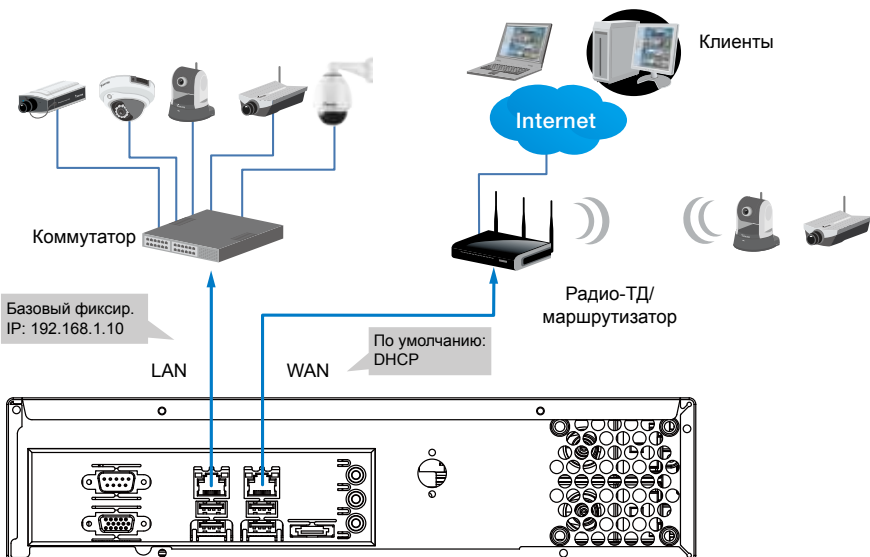 Клиенты
Internet
Коммутатор
Радио-ТД/
маршрутизатор
Базовый фиксир.
IP: 192.168.1.10
По умолчанию:
DHCP
LAN
WAN